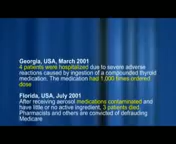 Georgia, USA, March 2001
4 patients were hospitalized due to severe adverse
reactions caused by ingestion of a compounded thyroid
medication. The medication had 1,000 times ordered
dose
Florida, USA, July 2001
After receiving aerosol medications contaminated and
have little or no active ingredient, 3 patients died.
Pharmacists and others are convicted of defrauding
Medicare